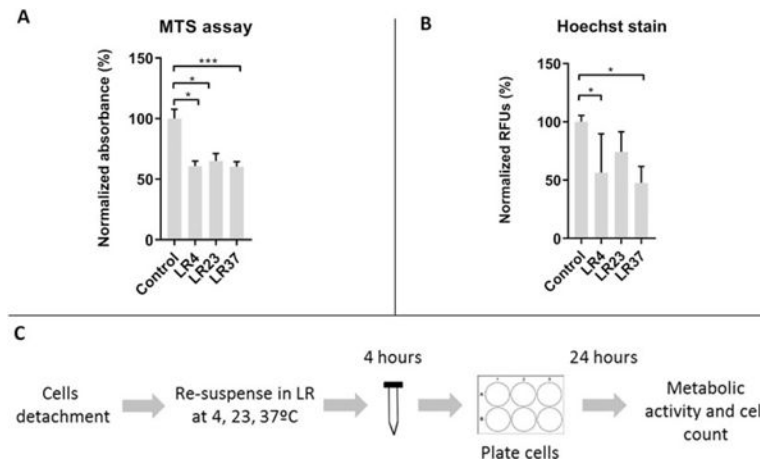 A
MTS assay
Normalized absorbance (%)
150
100
50
0
***
*
*
Control
LR4
LR23
LR37
B
Hoechst stain
Normalized RFUs (%)
150
100
50
0
*
*
Control
LR4
LR23
LR37
C
Cells
detachment
Re-suspense in LR
at 4, 23, 37ºC
4 hours
Plate cells
24 hours
Metabolic
activity and cell
count